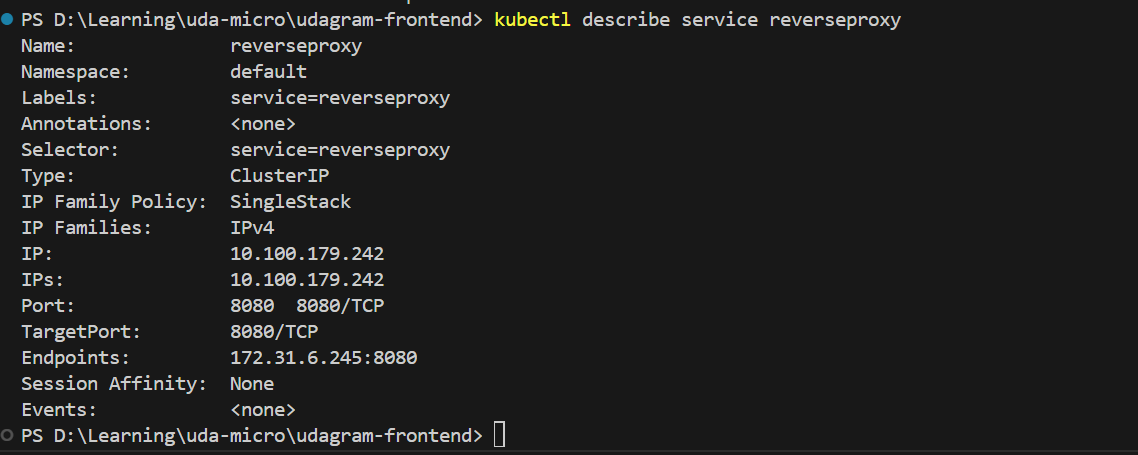 PS D:\Learning\uda-micro\udagram-frontend> kubectl describe service reverseproxy
Name:              reverseproxy
Namespace:         default
Labels:            service=reverseproxy
Annotations:       <none>
Selector:          service=reverseproxy
Type:              ClusterIP
IP Family Policy:  SingleStack
IP Families:       IPv4
IP:                10.100.179.242
IPs:               10.100.179.242
Port:              8080  8080/TCP
TargetPort:        8080/TCP
Endpoints:         172.31.6.245:8080
Session Affinity:  None
Events:            <none>
PS D:\Learning\uda-micro\udagram-frontend>